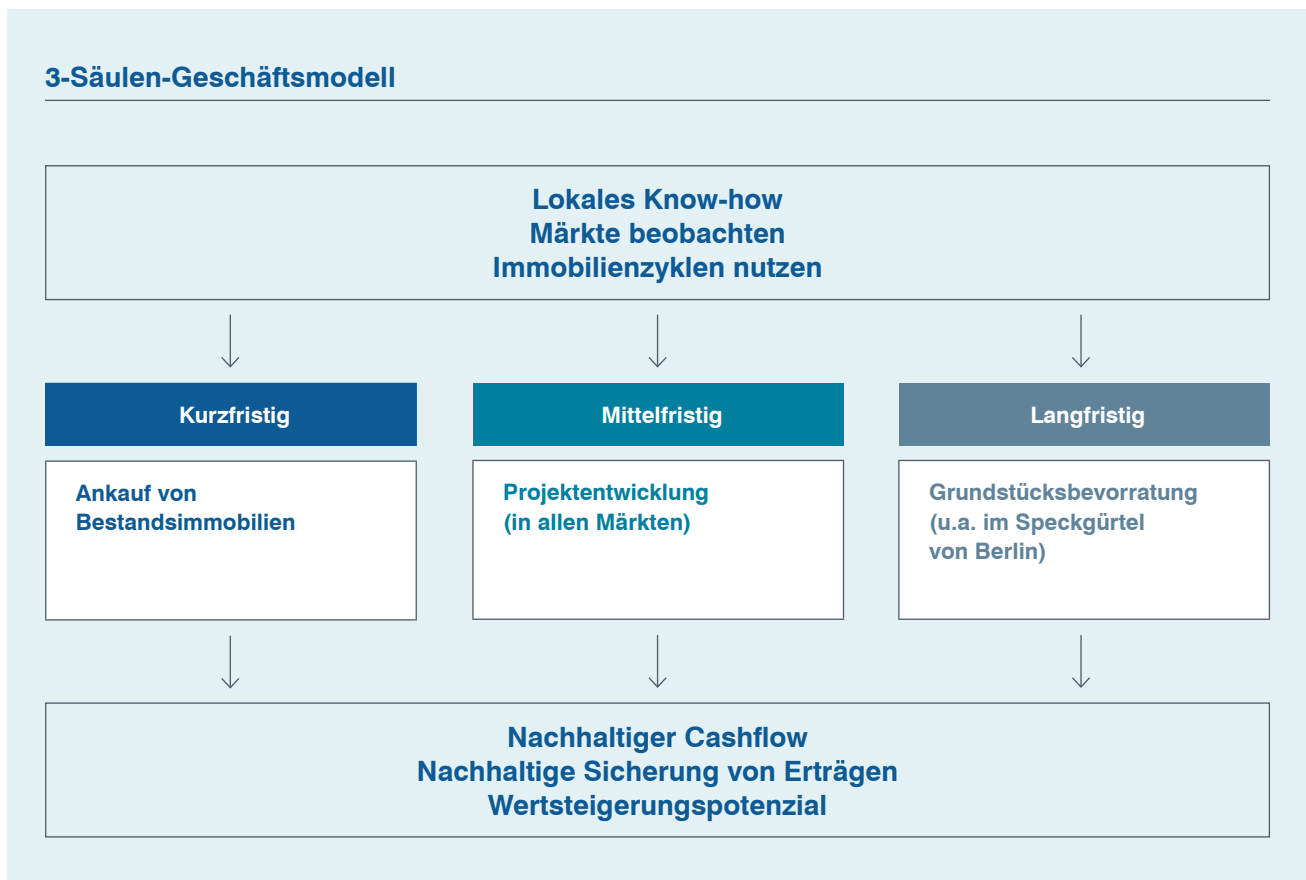 3-Säulen-Geschäftsmodell
Lokales Know-how
Märkte beobachten
Immobilienzyklen nutzen
Kurzfristig
Ankauf von
Bestandsimmobilien
Mittelfristig
Projektentwicklung
(in allen Märkten)
Langfristig
Grundstücksbevorratung
(u.a. im Speckgürtel
von Berlin)
Nachhaltiger Cashflow
Nachhaltige Sicherung von Erträgen
Wertsteigerungspotenzial